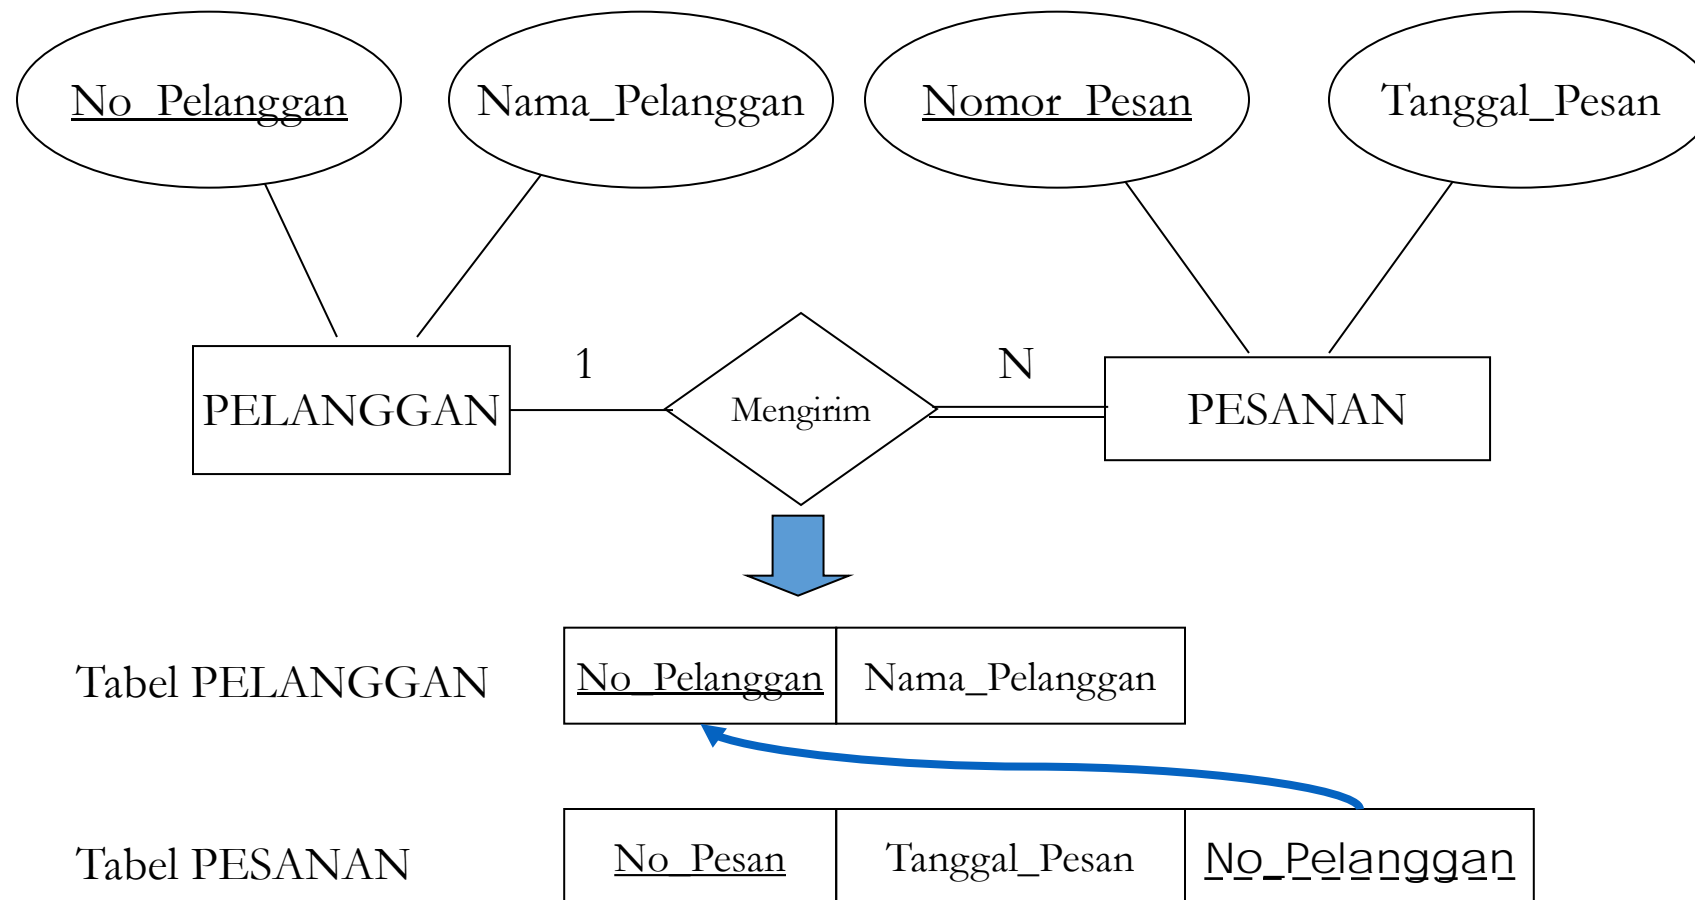 No_Pelanggan
Nama_Pelanggan
Nomor_Pesan
Tanggal_Pesan
PELANGGAN
1
Mengirim
N
PESANAN
Tabel PELANGGAN
No_Pelanggan
Nama_Pelanggan
Tabel PESANAN
No_Pesan
Tanggal_Pesan
No_Pelanggan